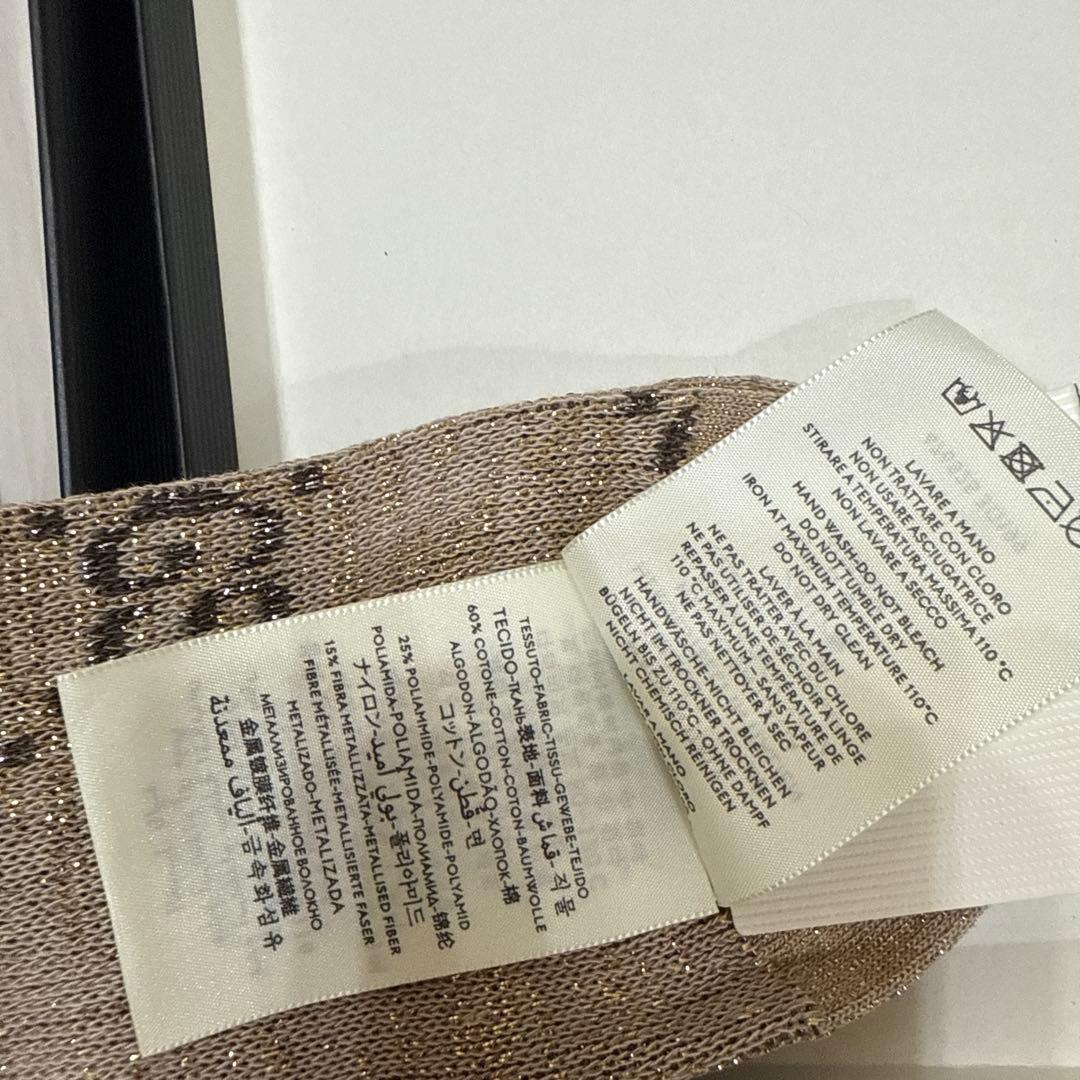 TESSUTO-FABRIC-TISSU-GEWEBE-TEJIDO
TECIDO-ТКАНЬ-表地-面料-قماش-직물
60% COTONE-COTTON-COTON-BAUMWOLLE
ALGODON-ALGODÃO-ХЛОПОК-棉
コットン-قطن-면
25% POLIAMMIDE-POLYAMIDE-POLYAMID
POLIAMIDA-POLIAMIDA-ПОЛИАМИД-锦纶
ナイロン-بولي أميد-폴리아미드
15% FIBRA METALLIZZATA-METALLISED FIBER
FIBRE MÉTALLISÉE-METALLISIERTE FASER
METALIZADO-METALIZADA
МЕТАЛЛИЗИРОВАННОЕ ВОЛОКНО
金属镀膜纤维-金属繊維
ألياف معدنية-금속화섬유
LAVARE A MANO
NON TRATTARE CON CLORO
NON USARE ASCIUGATRICE
STIRARE A TEMPERATURA MASSIMA 110°C
NON LAVARE A SECCO
HAND WASH-DO NOT BLEACH
DO NOT TUMBLE DRY
IRON AT MAXIMUM TEMPERATURE 110°C
DO NOT DRY CLEAN
LAVER À LA MAIN
NE PAS TRAITER AVEC DU CHLORE
NE PAS UTILISER DE SECHOIR À LINGE
REPASSER À UNE TEMPÉRATURE DE
110°C MAXIMUM - SANS VAPEUR
NE PAS NETTOYER À SEC
HANDWÄSCHE-NICHT BLEICHEN
NICHT IM TROCKNER TROCKNEN
BÜGELN BIS ZU 110°C - OHNE DAMPF
NICHT CHEMISCH REINIGEN
LAVAR A MANO